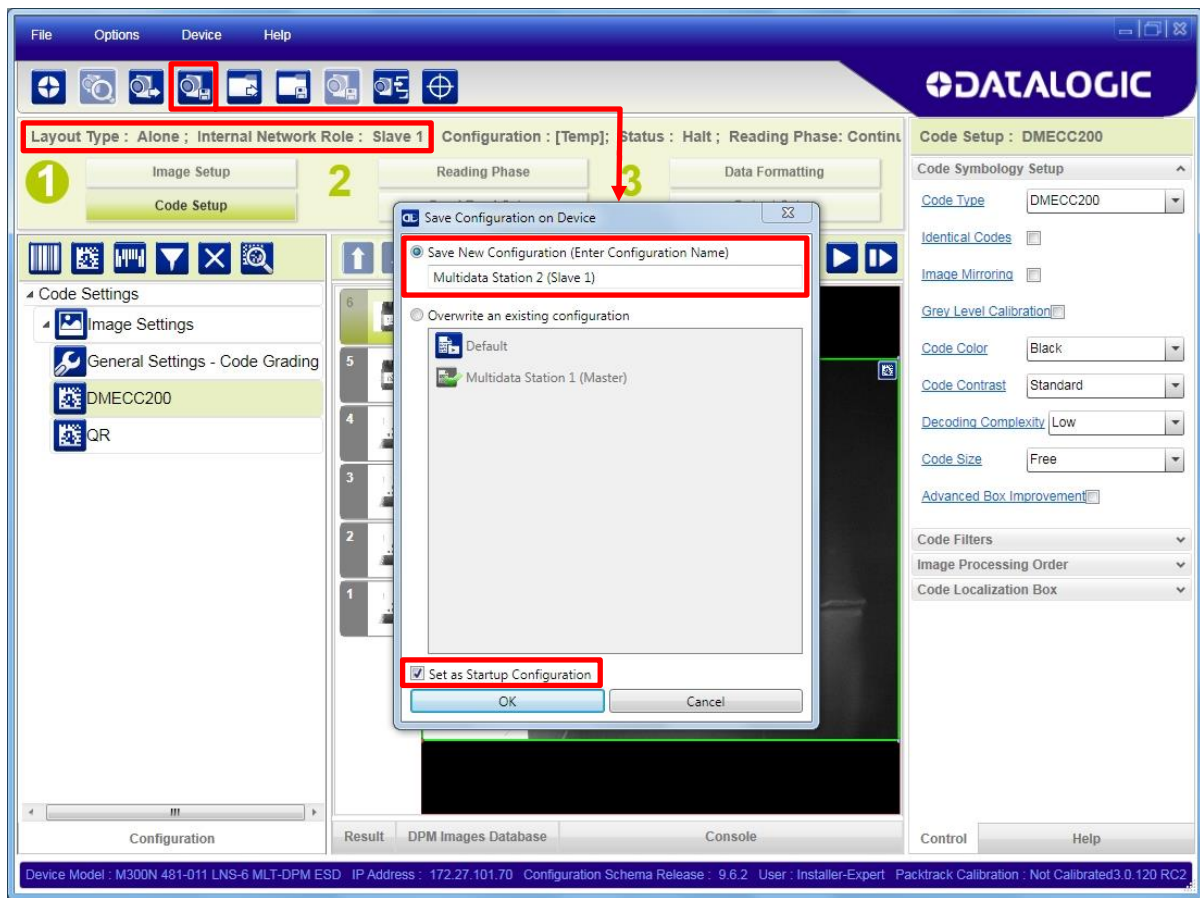 File Options Device Help
DATALOGIC
Layout Type : Alone ; Internal Network Role : Slave 1 Configuration : [Temp]; Status : Halt ; Reading Phase: Continu
1 Image Setup
Code Setup
2 Reading Phase
3 Data Formatting
Code Settings
Image Settings
General Settings - Code Grading
DMECC200
QR
6
5
4
3
2
1
Save Configuration on Device
Save New Configuration (Enter Configuration Name)
Multidata Station 2 (Slave 1)
Overwrite an existing configuration
Default
Multidata Station 1 (Master)
Set as Startup Configuration
OK Cancel
Code Setup : DMECC200
Code Symbology Setup
Code Type DMECC200
Identical Codes
Image Mirroring
Grey Level Calibration
Code Color Black
Code Contrast Standard
Decoding Complexity Low
Code Size Free
Advanced Box Improvement
Code Filters
Image Processing Order
Code Localization Box
Configuration
Result DPM Images Database Console
Control Help
Device Model : M300N 481-011 LNS-6 MLT-DPM ESD IP Address : 172.27.101.70 Configuration Schema Release : 9.6.2 User : Installer-Expert Packtrack Calibration : Not Calibrated3.0.120 RC2